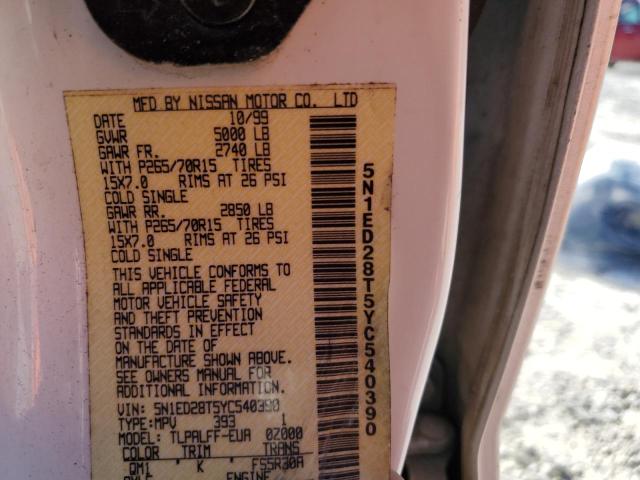 MFD BY NISSAN MOTOR CO. LTD
DATE 10/99
GVWR 5000 LB
GAWR FR. 2740 LB
WITH P265/70R15 TIRES
15X7.0 RIMS AT 26 PSI
COLD SINGLE
GAWR RR. 2850 LB
WITH P265/70R15 TIRES
15X7.0 RIMS AT 26 PSI
COLD SINGLE
THIS VEHICLE CONFORMS TO
ALL APPLICABLE FEDERAL
MOTOR VEHICLE SAFETY
AND THEFT PREVENTION
STANDARDS IN EFFECT
ON THE DATE OF
MANUFACTURE SHOWN ABOVE.
SEE OWNERS MANUAL FOR
ADDITIONAL INFORMATION.
VIN: 5N1ED28T5YC540390
TYPE: MPV 393 1
MODEL: TLPALFF-EUA 0Z000
COLOR TRIM TRANS
QM1 K FS5R30A
ENGINE
5N1ED28T5YC540390